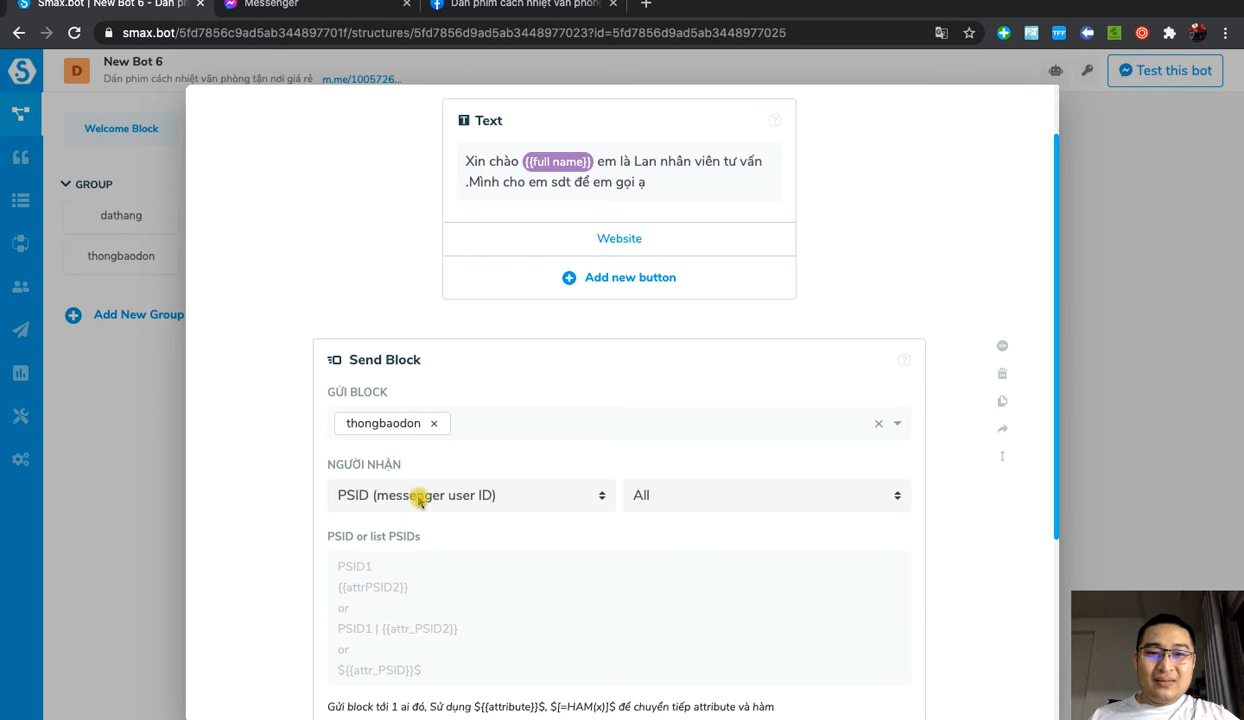 Smax.bot | New Bot 6 - Dán ph
Messenger
Dán phim cách nhiệt văn phòng
smax.bot/5fd7856c9ad5ab344897701f/structures/5fd7856d9ad5ab3448977023?id=5fd7856d9ad5ab3448977025
D
New Bot 6
Dán phim cách nhiệt văn phòng tận nơi giá rẻ
m.me/1005726...
Test this bot
Welcome Block
GROUP
dathang
thongbaodon
Add New Group
Text
Xin chào {{full name}} em là Lan nhân viên tư vấn
.Mình cho em sdt để em gọi ạ
Website
Add new button
Send Block
GỬI BLOCK
thongbaodon ×
NGƯỜI NHẬN
PSID (messenger user ID)
All
PSID or list PSIDs
PSID1
{{attrPSID2}}
or
PSID1 | {{attr_PSID2}}
or
${{attr_PSID}}$
Gửi block tới 1 ai đó, Sử dụng ${{attribute}}$, $[=HAM(x)]$ để chuyển tiếp attribute và hàm